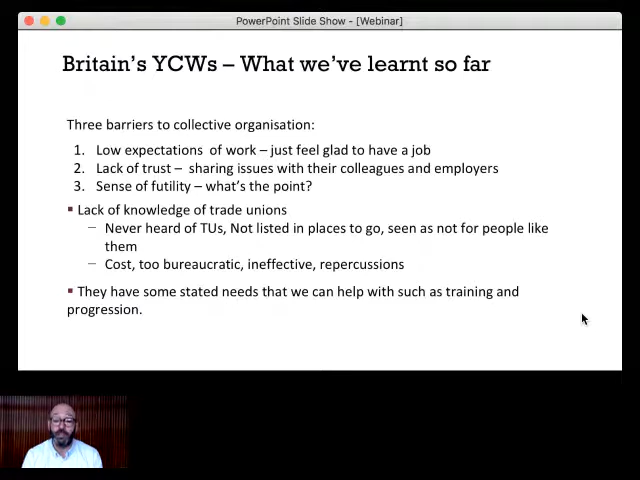 PowerPoint Slide Show - [Webinar]
Britain's YCWs – What we've learnt so far
Three barriers to collective organisation:
1. Low expectations of work – just feel glad to have a job
2. Lack of trust – sharing issues with their colleagues and employers
3. Sense of futility – what's the point?
▪ Lack of knowledge of trade unions
– Never heard of TUs, Not listed in places to go, seen as not for people like
them
– Cost, too bureaucratic, ineffective, repercussions
▪ They have some stated needs that we can help with such as training and
progression.